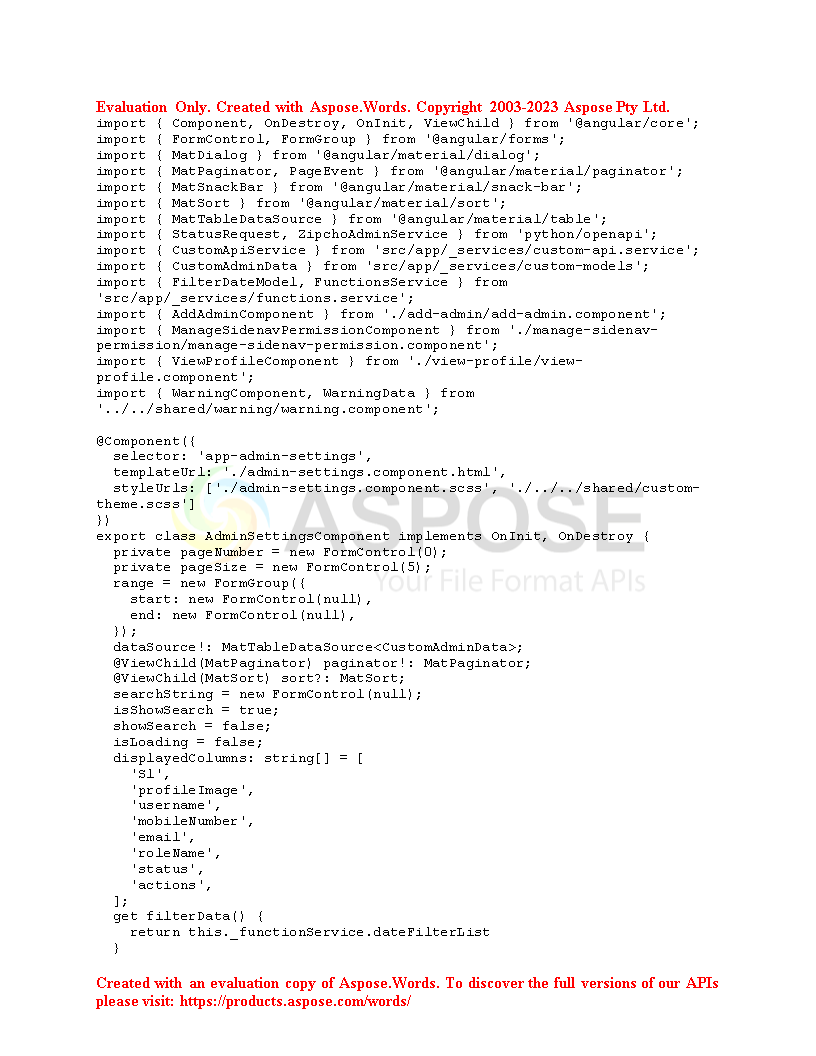 Evaluation Only. Created with Aspose.Words. Copyright 2003-2023 Aspose Pty Ltd.
import { Component, OnDestroy, OnInit, ViewChild } from '@angular/core';
import { FormControl, FormGroup } from '@angular/forms';
import { MatDialog } from '@angular/material/dialog';
import { MatPaginator, PageEvent } from '@angular/material/paginator';
import { MatSnackBar } from '@angular/material/snack-bar';
import { MatSort } from '@angular/material/sort';
import { MatTableDataSource } from '@angular/material/table';
import { StatusRequest, ZipchoAdminService } from 'python/openapi';
import { CustomApiService } from 'src/app/_services/custom-api.service';
import { CustomAdminData } from 'src/app/_services/custom-models';
import { FilterDateModel, FunctionsService } from
'src/app/_services/functions.service';
import { AddAdminComponent } from './add-admin/add-admin.component';
import { ManageSidenavPermissionComponent } from './manage-sidenav-
permission/manage-sidenav-permission.component';
import { ViewProfileComponent } from './view-profile/view-
profile.component';
import { WarningComponent, WarningData } from
'../../shared/warning/warning.component';
@Component({
  selector: 'app-admin-settings',
  templateUrl: './admin-settings.component.html',
  styleUrls: ['./admin-settings.component.scss', './../../shared/custom-
theme.scss']
})
ASPOSE
export class AdminSettingsComponent implements OnInit, OnDestroy {
  private pageNumber = new FormControl(0);
  private pageSize = new FormControl(5);
Your File Format APIs
  range = new FormGroup({
    start: new FormControl(null),
    end: new FormControl(null),
  });
  dataSource!: MatTableDataSource<CustomAdminData>;
  @ViewChild(MatPaginator) paginator!: MatPaginator;
  @ViewChild(MatSort) sort?: MatSort;
  searchString = new FormControl(null);
  isShowSearch = true;
  showSearch = false;
  isLoading = false;
  displayedColumns: string[] = [
    'Sl',
    'profileImage',
    'username',
    'mobileNumber',
    'email',
    'roleName',
    'status',
    'actions',
  ];
  get filterData() {
    return this._functionService.dateFilterList
  }
Created with an evaluation copy of Aspose.Words. To discover the full versions of our APIs
please visit: https://products.aspose.com/words/